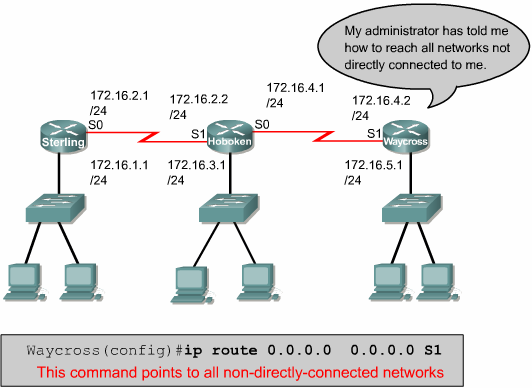 My administrator has told me
how to reach all networks not
directly connected to me.
172.16.2.1
/24
172.16.2.2
/24
172.16.4.1
/24
172.16.4.2
/24
S0
S1
S0
S1
Sterling
Hoboken
Waycross
172.16.1.1
/24
172.16.3.1
/24
172.16.5.1
/24
Waycross(config)#ip route 0.0.0.0 0.0.0.0 S1
This command points to all non-directly-connected networks